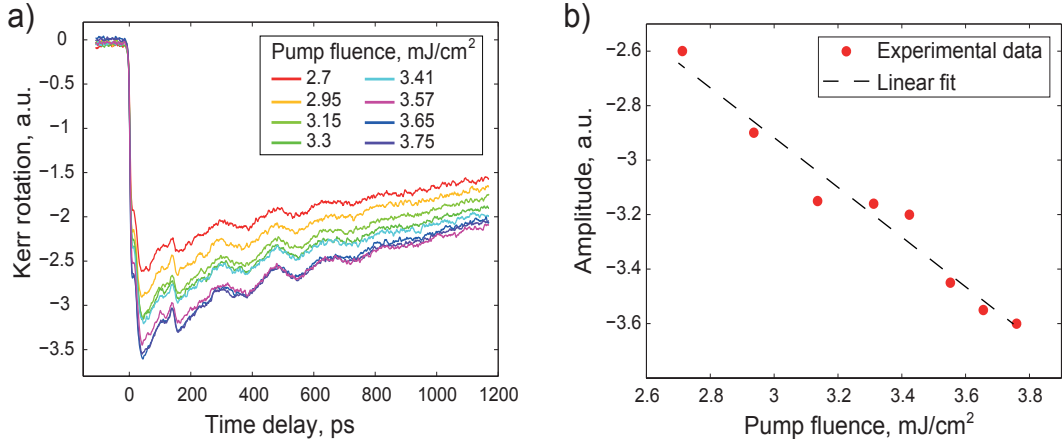 a)
Kerr rotation, a.u.
0
−0.5
−1
−1.5
−2
−2.5
−3
−3.5
Pump fluence, mJ/cm²
2.7 3.41
2.95 3.57
3.15 3.65
3.3 3.75
−200 0 200 400 600 800 1000 1200
Time delay, ps
b)
Amplitude, a.u.
−2.6
−2.8
−3
−3.2
−3.4
−3.6
Experimental data
Linear fit
2.6 2.8 3 3.2 3.4 3.6 3.8
Pump fluence, mJ/cm²